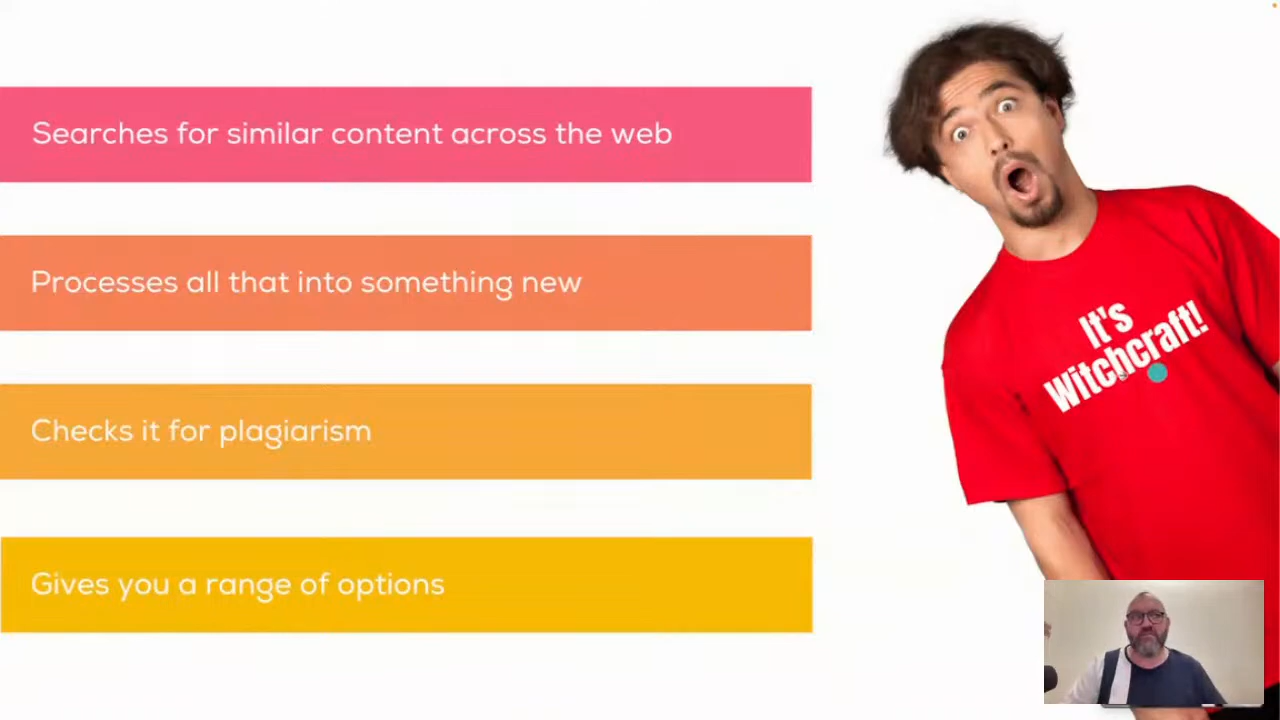 Searches for similar content across the web
Processes all that into something new
Checks it for plagiarism
Gives you a range of options
It's
Witchcraft!